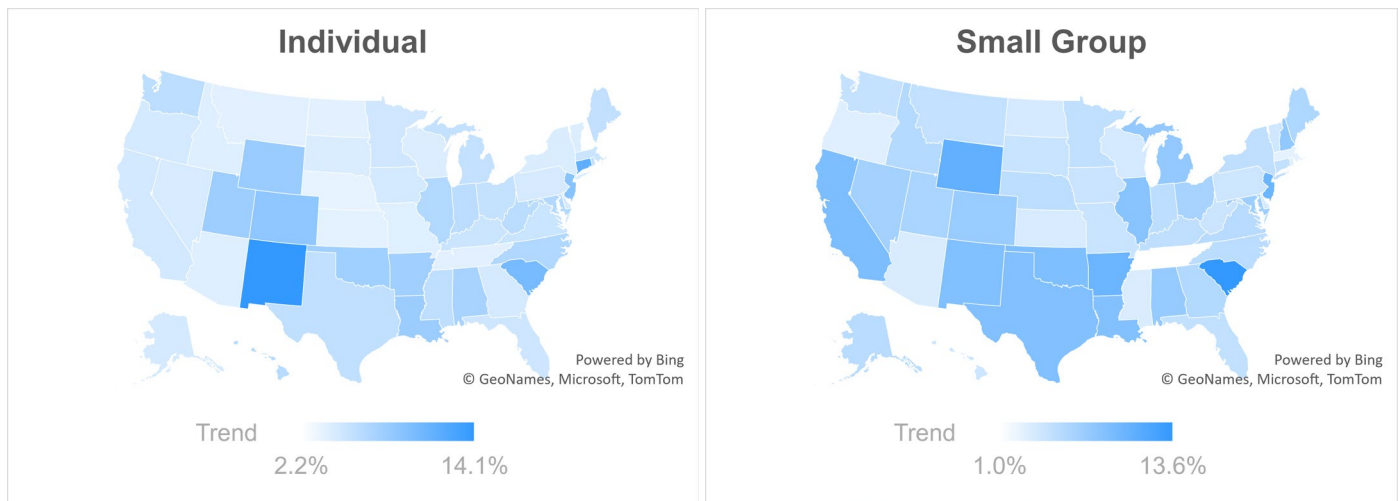 Individual
Powered by Bing
© GeoNames, Microsoft, TomTom
Trend
2.2%
14.1%
Small Group
Powered by Bing
© GeoNames, Microsoft, TomTom
Trend
1.0%
13.6%